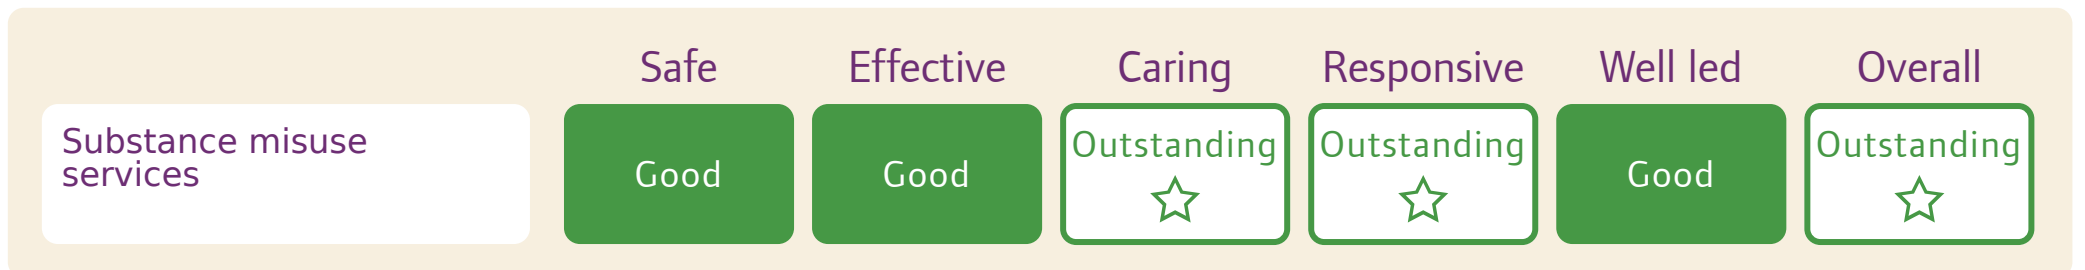 Safe Effective Caring Responsive Well led Overall
Substance misuse
services
Good Good Outstanding Outstanding Good Outstanding